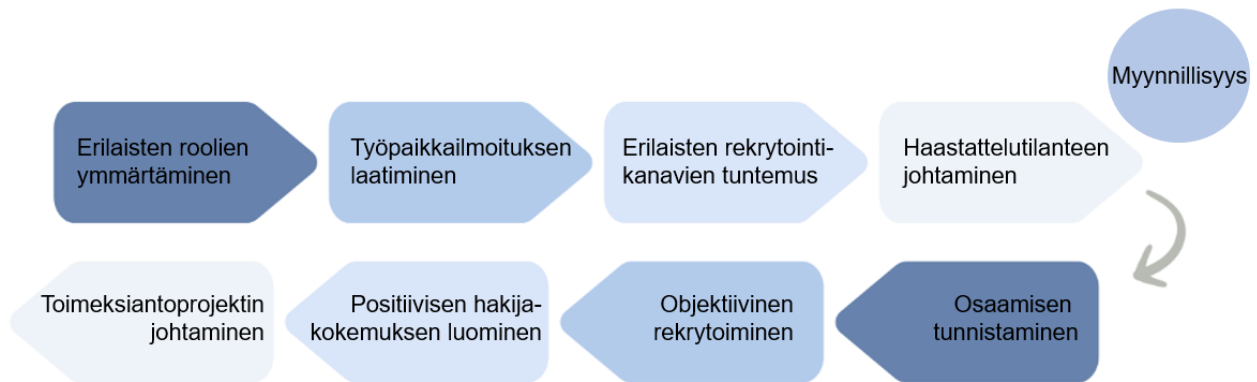 Myynnillisyys
Erilaisten roolien
ymmärtäminen
Työpaikkailmoituksen
laatiminen
Erilaisten rekrytointi-
kanavien tuntemus
Haastattelutilanteen
johtaminen
Osaamisen
tunnistaminen
Objektiivinen
rekrytoiminen
Positiivisen hakija-
kokemuksen luominen
Toimeksiantoprojektin
johtaminen